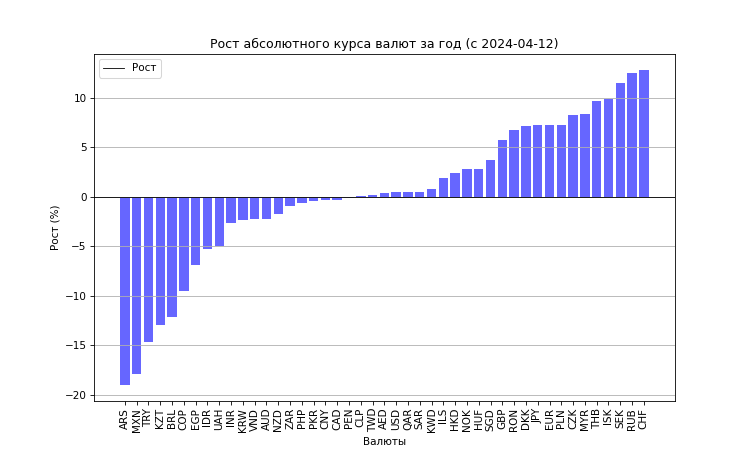 Рост абсолютного курса валют за год (с 2024-04-12)
Рост
10
5
0
−5
−10
−15
−20
Рост (%)
ARS MXN TRY KZT BRL COP EGP IDR UAH INR KRW VND AUD NZD ZAR PHP PKR CNY CAD PEN CLP TWD AED USD QAR SAR KWD ILS HKD NOK HUF SGD GBP RON DKK JPY EUR PLN CZK MYR THB ISK SEK RUB CHF
Валюты